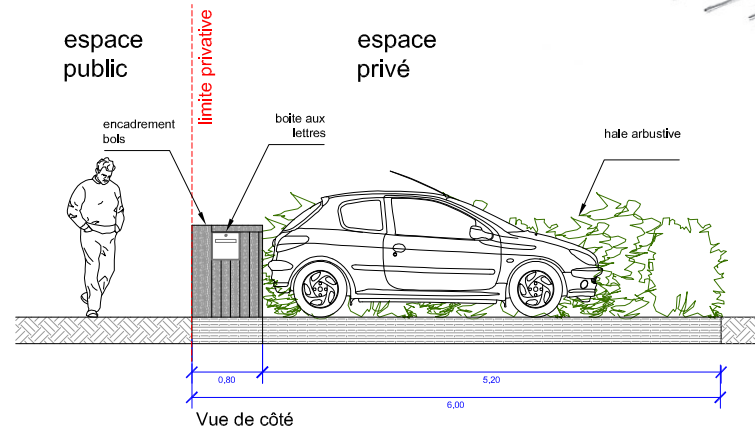 espace
public
limite privative
espace
privé
encadrement
bois
boite aux
lettres
haie arbustive
0,80
5,20
6,00
Vue de côté